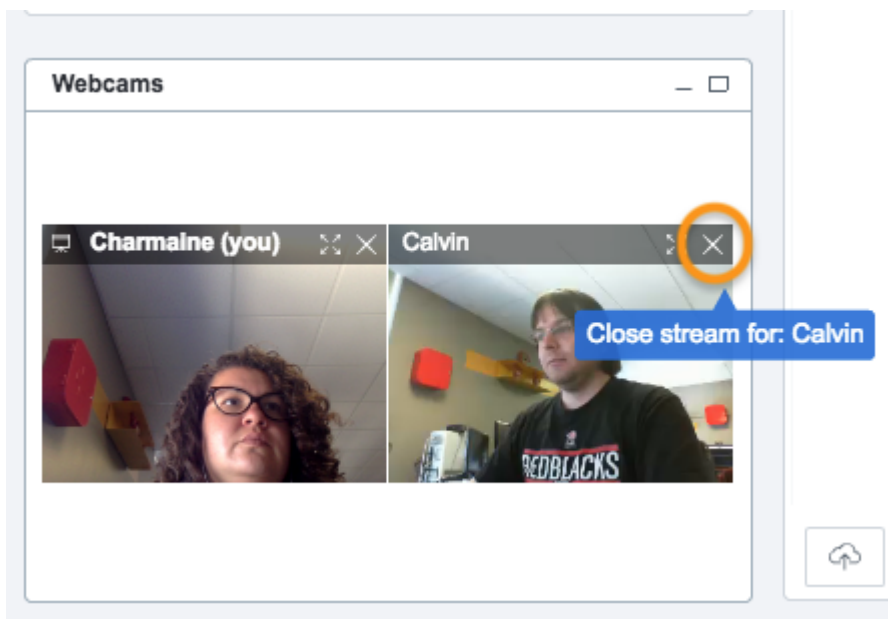 Webcams
Charmaine (you)
Calvin
Close stream for: Calvin
REDBLACKS